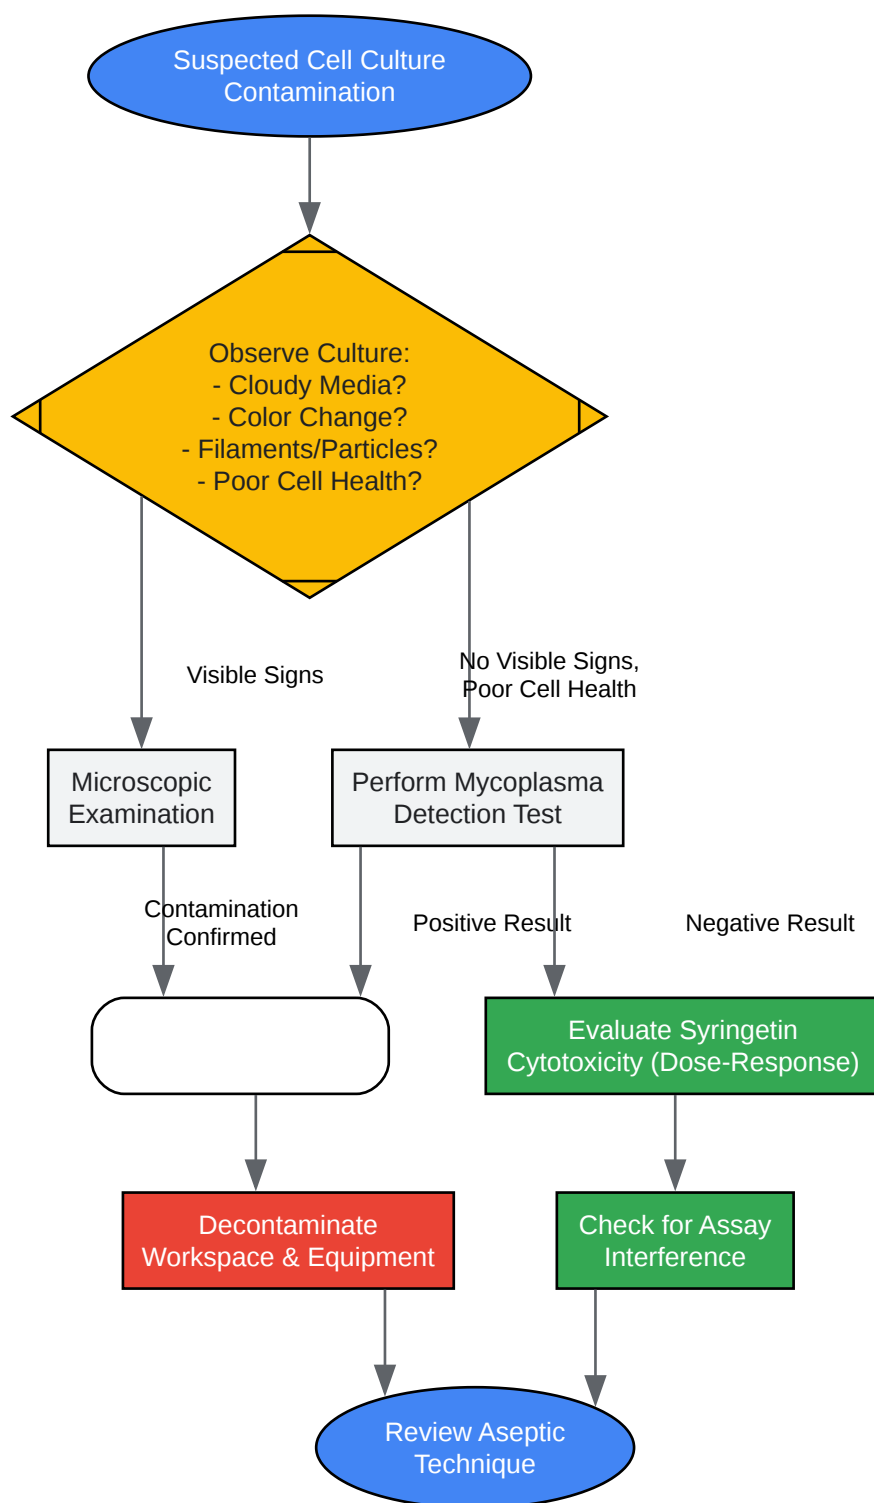 Suspected Cell Culture
Contamination
Observe Culture:
- Cloudy Media?
- Color Change?
- Filaments/Particles?
- Poor Cell Health?
Visible Signs
No Visible Signs,
Poor Cell Health
Microscopic
Examination
Perform Mycoplasma
Detection Test
Contamination
Confirmed
Positive Result
Negative Result
Evaluate Syringetin
Cytotoxicity (Dose-Response)
Decontaminate
Workspace & Equipment
Check for Assay
Interference
Review Aseptic
Technique